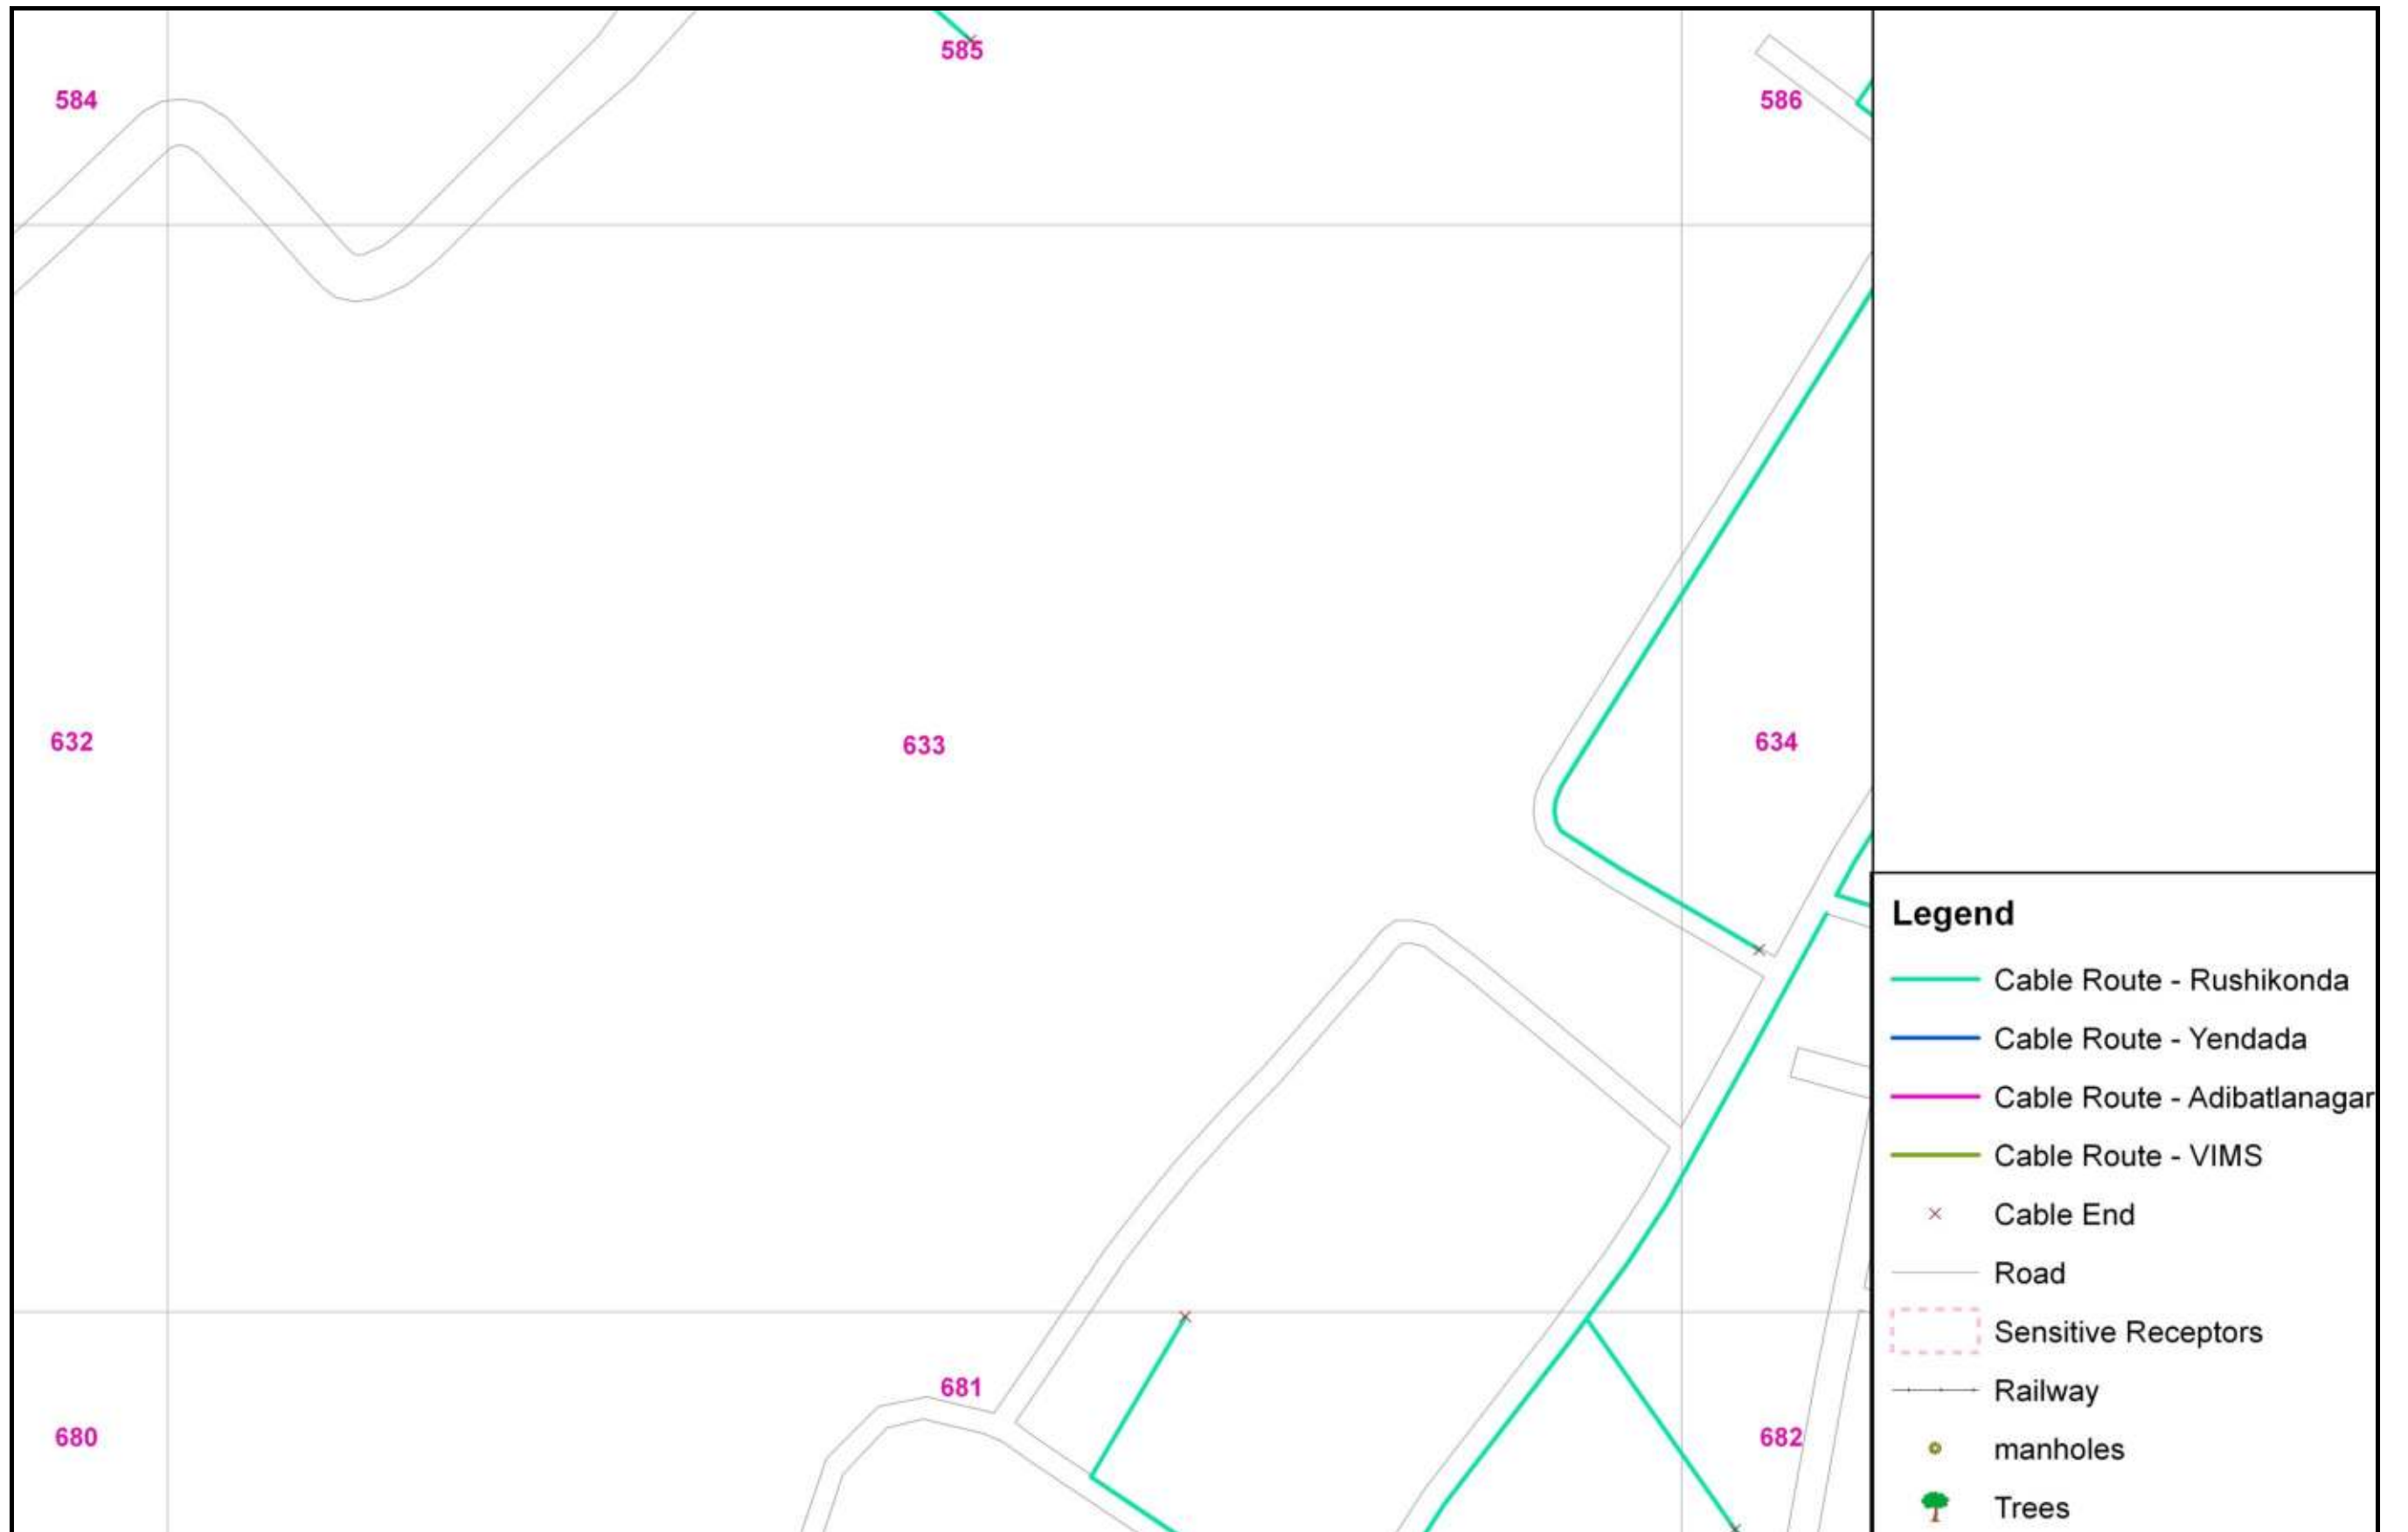 585
584
586
632
633
634
681
680
682
Legend
Cable Route - Rushikonda
Cable Route - Yendada
Cable Route - Adibatlanagar
Cable Route - VIMS
Cable End
Road
Sensitive Receptors
Railway
manholes
Trees